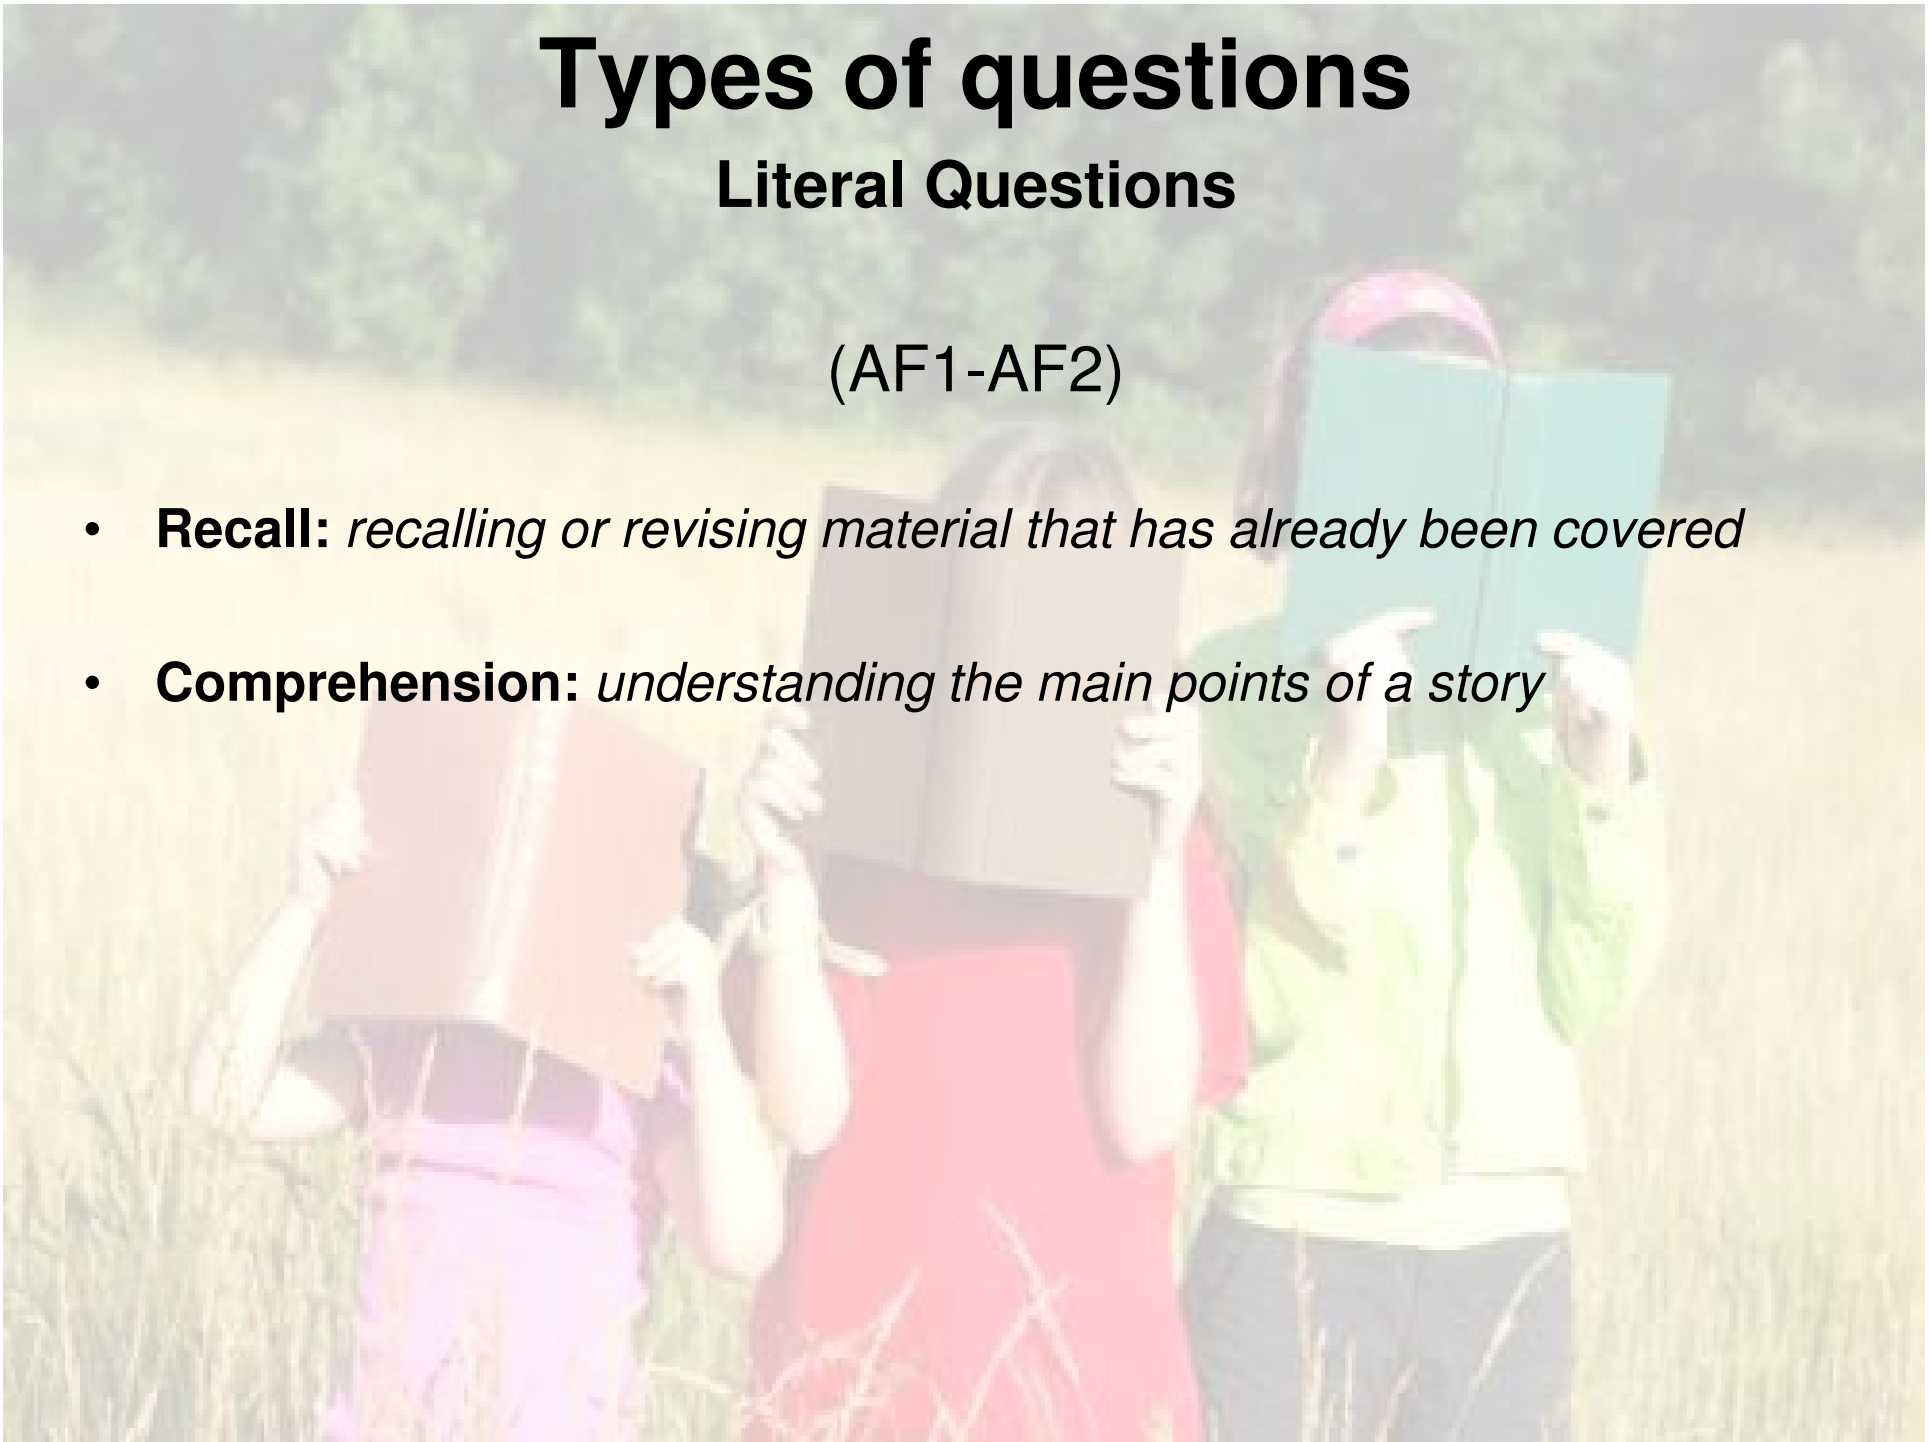 Types of questions
Literal Questions
(AF1-AF2)
• Recall: recalling or revising material that has already been covered
• Comprehension: understanding the main points of a story